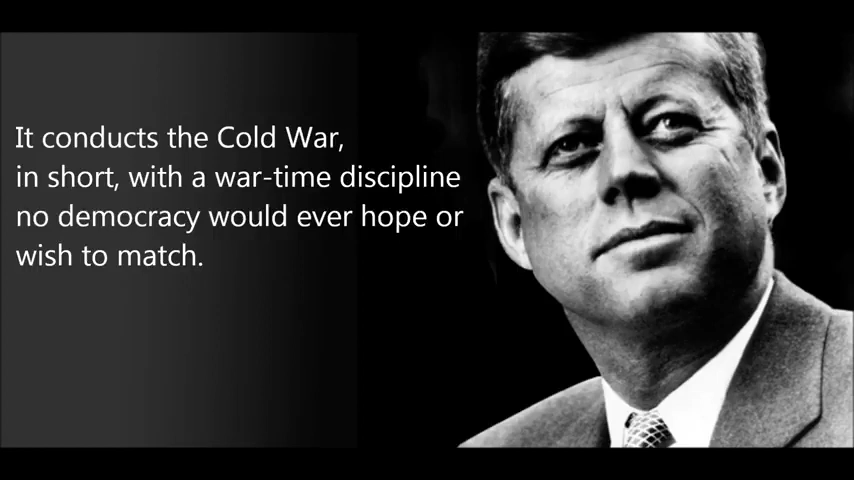 It conducts the Cold War,
in short, with a war-time discipline
no democracy would ever hope or
wish to match.